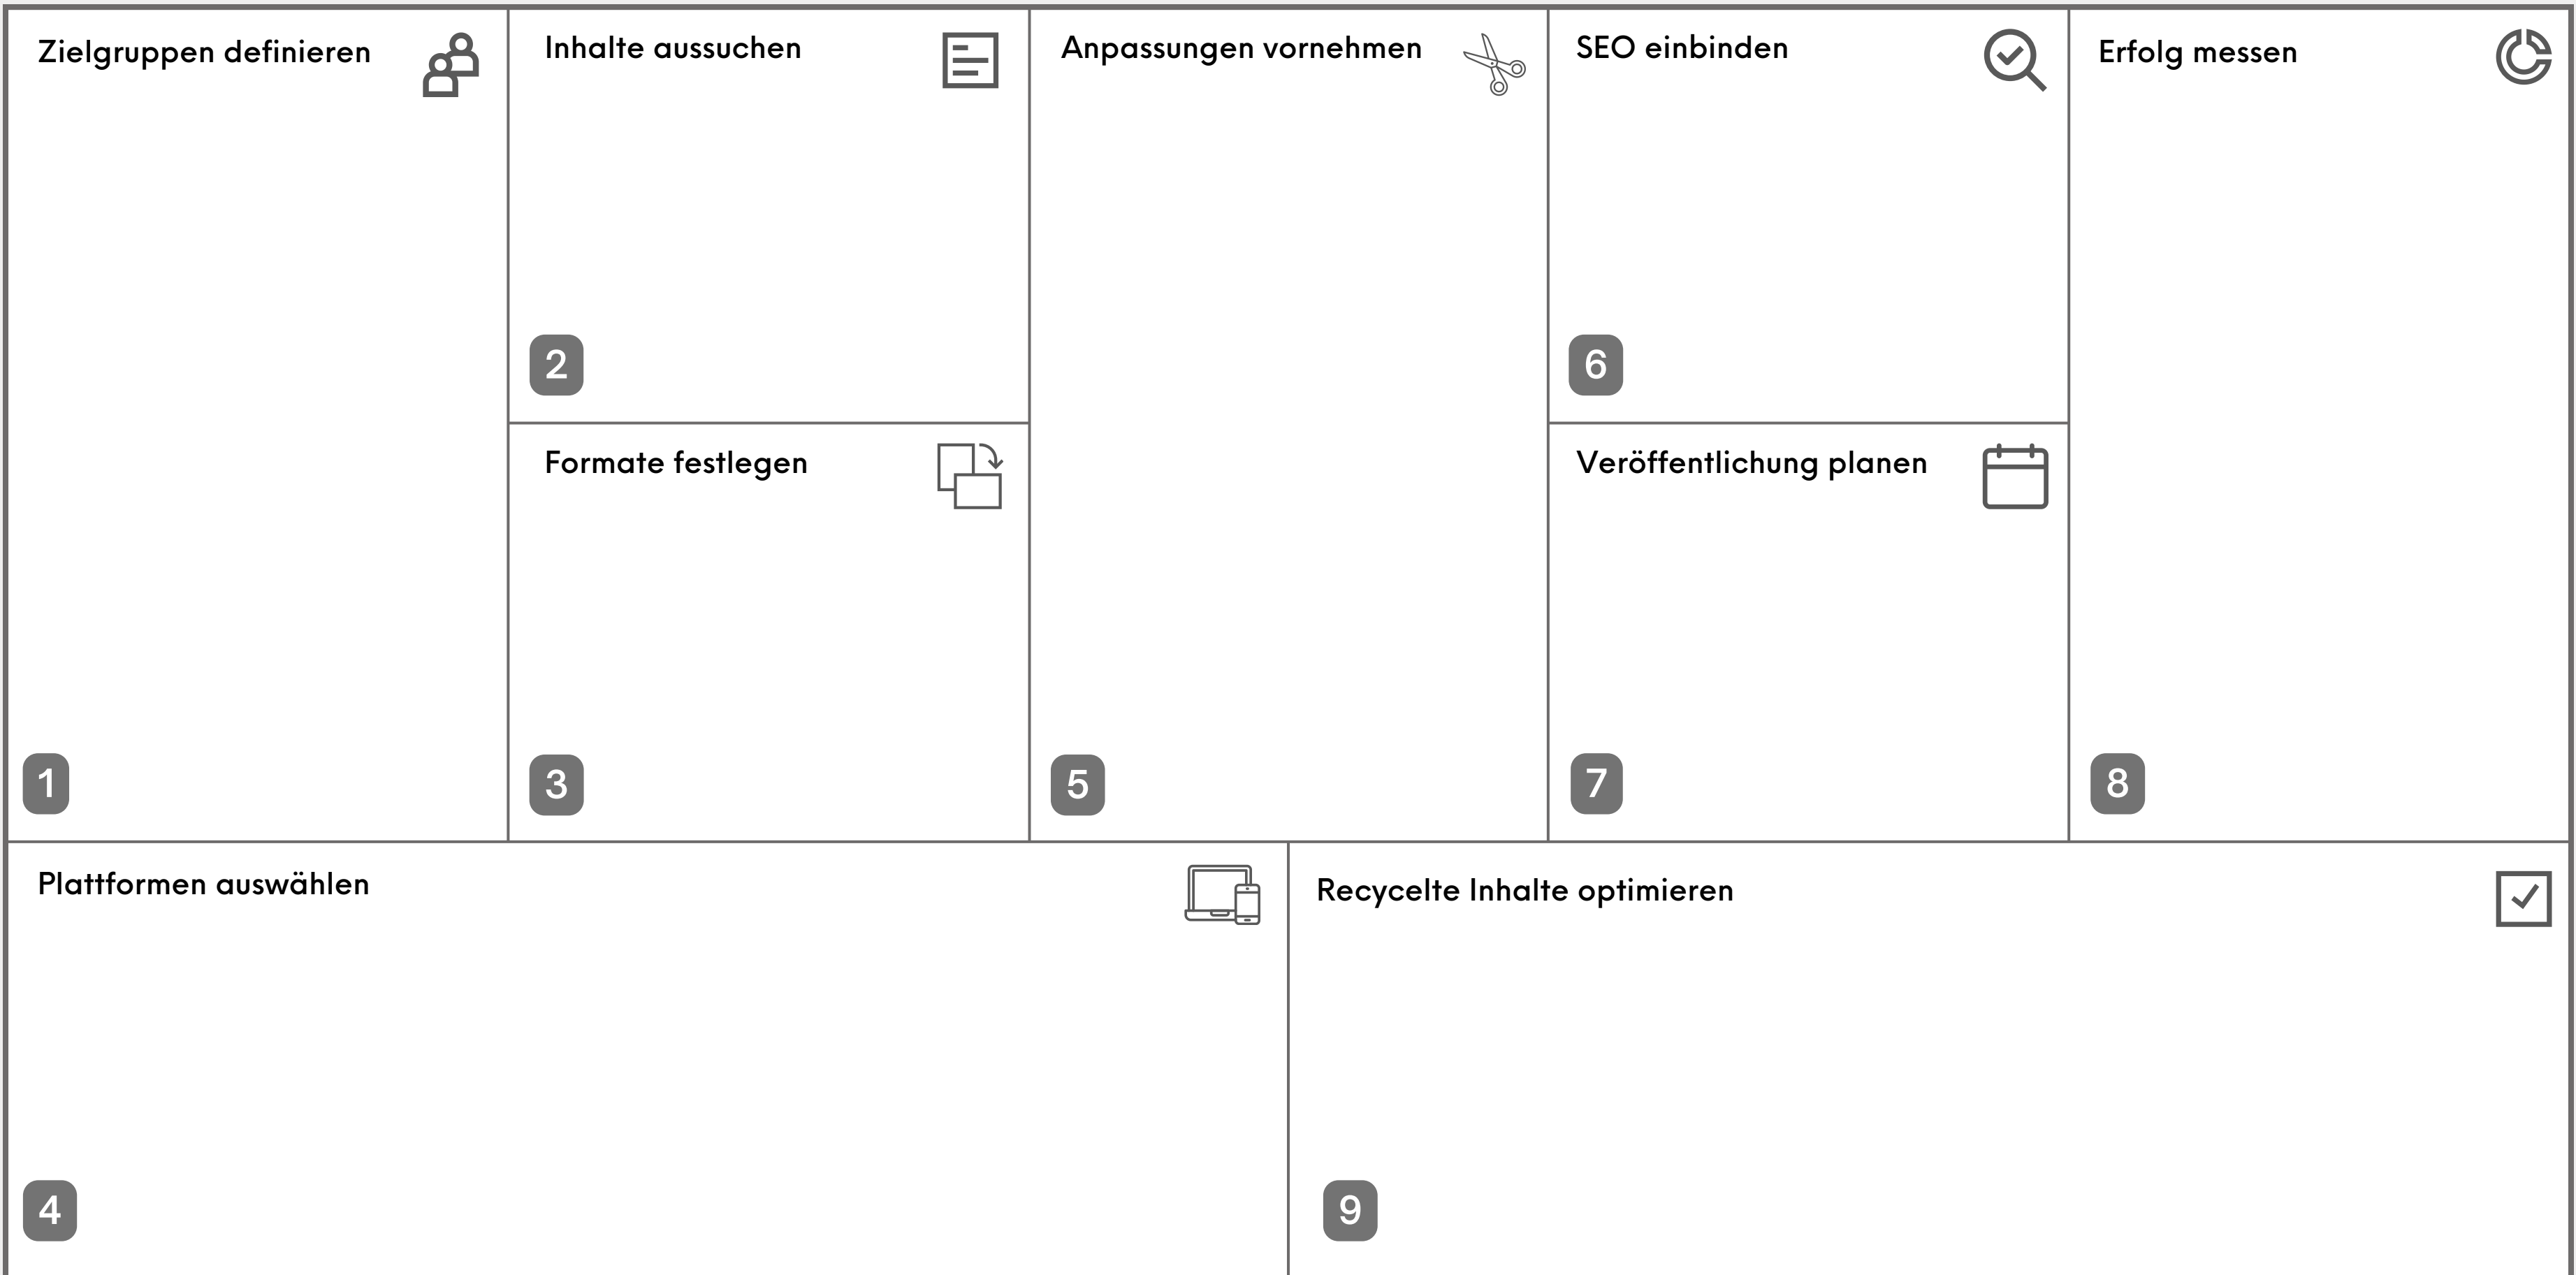 Zielgruppen definieren
1
Inhalte aussuchen
2
Formate festlegen
3
Plattformen auswählen
4
Anpassungen vornehmen
5
SEO einbinden
6
Veröffentlichung planen
7
Erfolg messen
8
Recycelte Inhalte optimieren
9